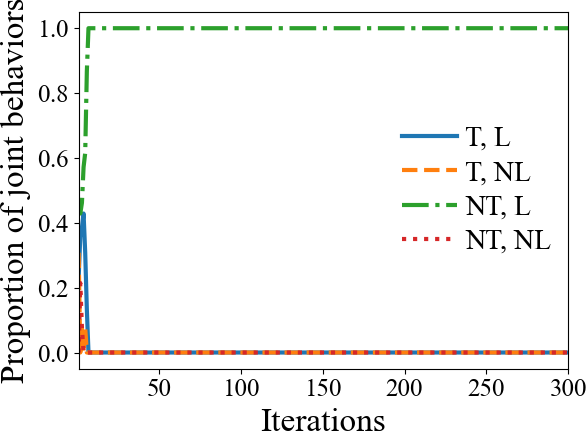 Proportion of joint behaviors
1.0
0.8
0.6
0.4
0.2
0.0
T, L
T, NL
NT, L
NT, NL
50
100
150
200
250
300
Iterations